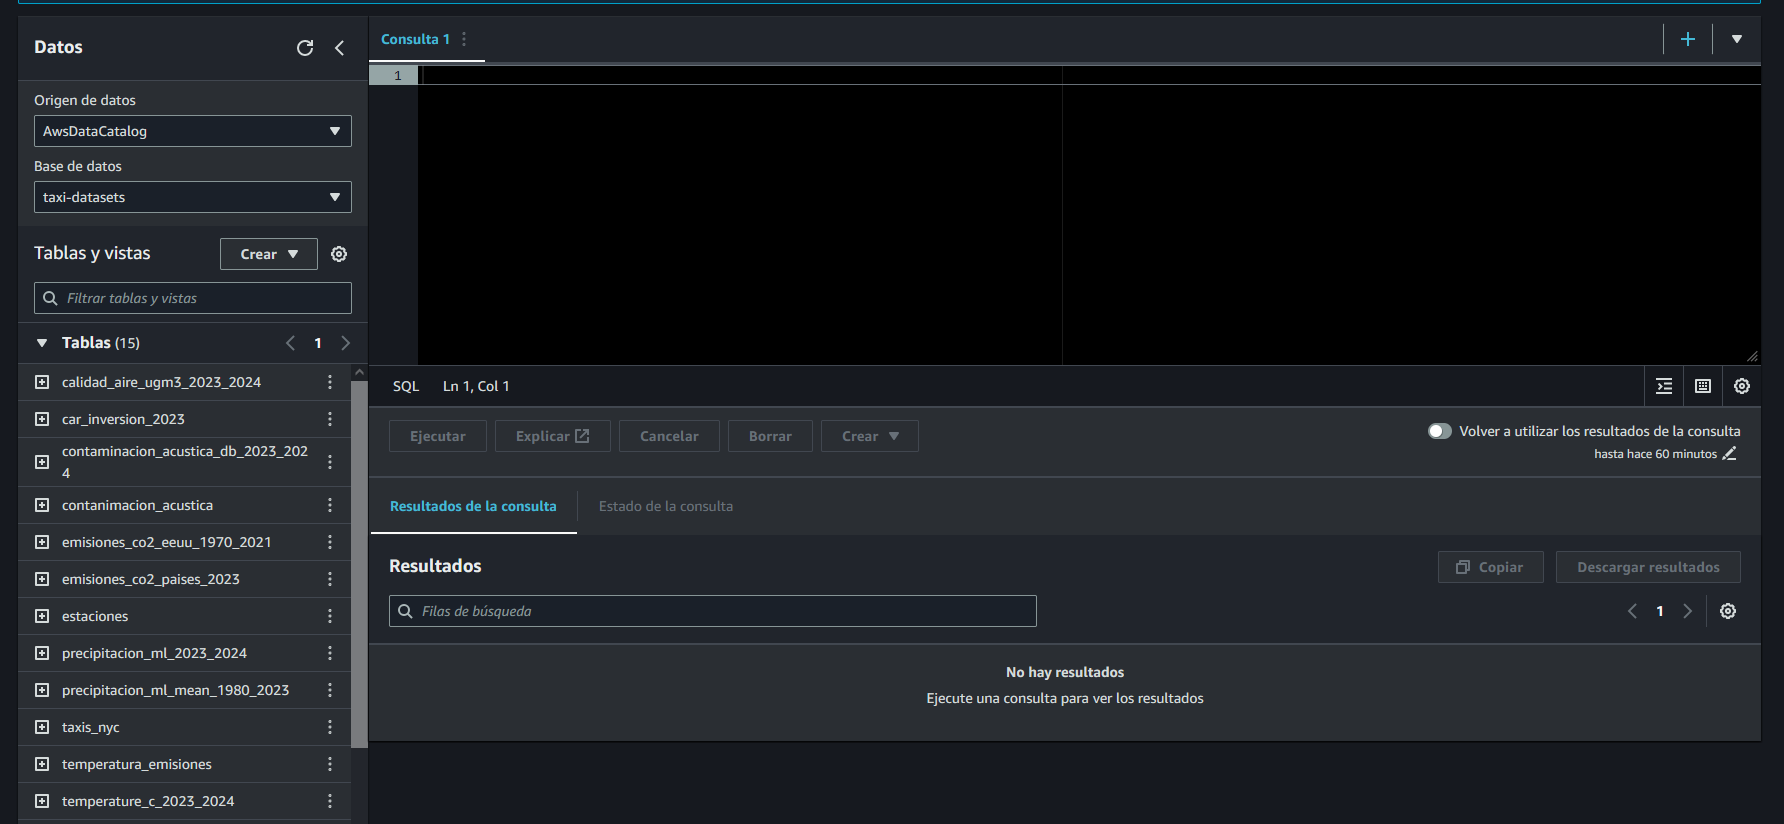 Datos
Origen de datos
AwsDataCatalog
Base de datos
taxi-datasets
Tablas y vistas
Crear
Filtrar tablas y vistas
Tablas (15)
1
calidad_aire_ugm3_2023_2024
car_inversion_2023
contaminacion_acustica_db_2023_202
4
contanimacion_acustica
emisiones_co2_eeuu_1970_2021
emisiones_co2_paises_2023
estaciones
precipitacion_ml_2023_2024
precipitacion_ml_mean_1980_2023
taxis_nyc
temperatura_emisiones
temperature_c_2023_2024
Consulta 1
1
SQL
Ln 1, Col 1
Ejecutar
Explicar
Cancelar
Borrar
Crear
Volver a utilizar los resultados de la consulta
hasta hace 60 minutos
Resultados de la consulta
Estado de la consulta
Resultados
Copiar
Descargar resultados
Filas de búsqueda
1
No hay resultados
Ejecute una consulta para ver los resultados